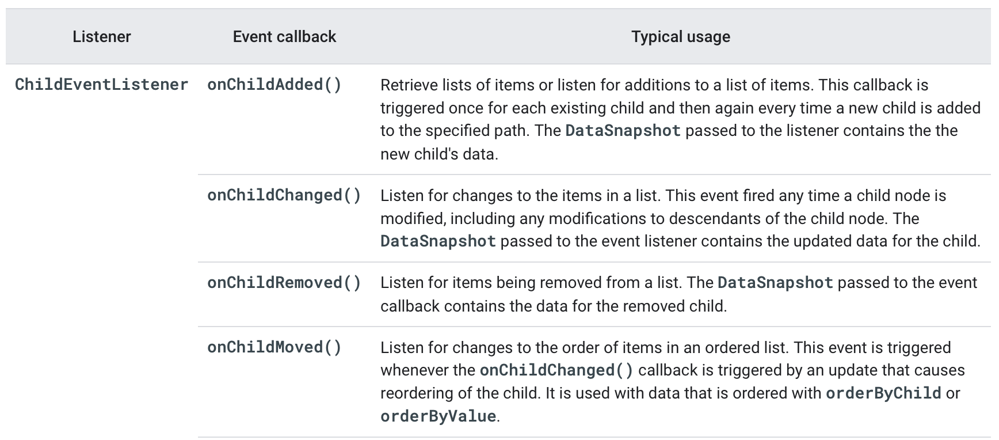 Listener
Event callback
Typical usage
ChildEventListener
onChildAdded()
Retrieve lists of items or listen for additions to a list of items. This callback is
triggered once for each existing child and then again every time a new child is added
to the specified path. The DataSnapshot passed to the listener contains the the
new child's data.
onChildChanged()
Listen for changes to the items in a list. This event fired any time a child node is
modified, including any modifications to descendants of the child node. The
DataSnapshot passed to the event listener contains the updated data for the child.
onChildRemoved()
Listen for items being removed from a list. The DataSnapshot passed to the event
callback contains the data for the removed child.
onChildMoved()
Listen for changes to the order of items in an ordered list. This event is triggered
whenever the onChildChanged() callback is triggered by an update that causes
reordering of the child. It is used with data that is ordered with orderByChild or
orderByValue.